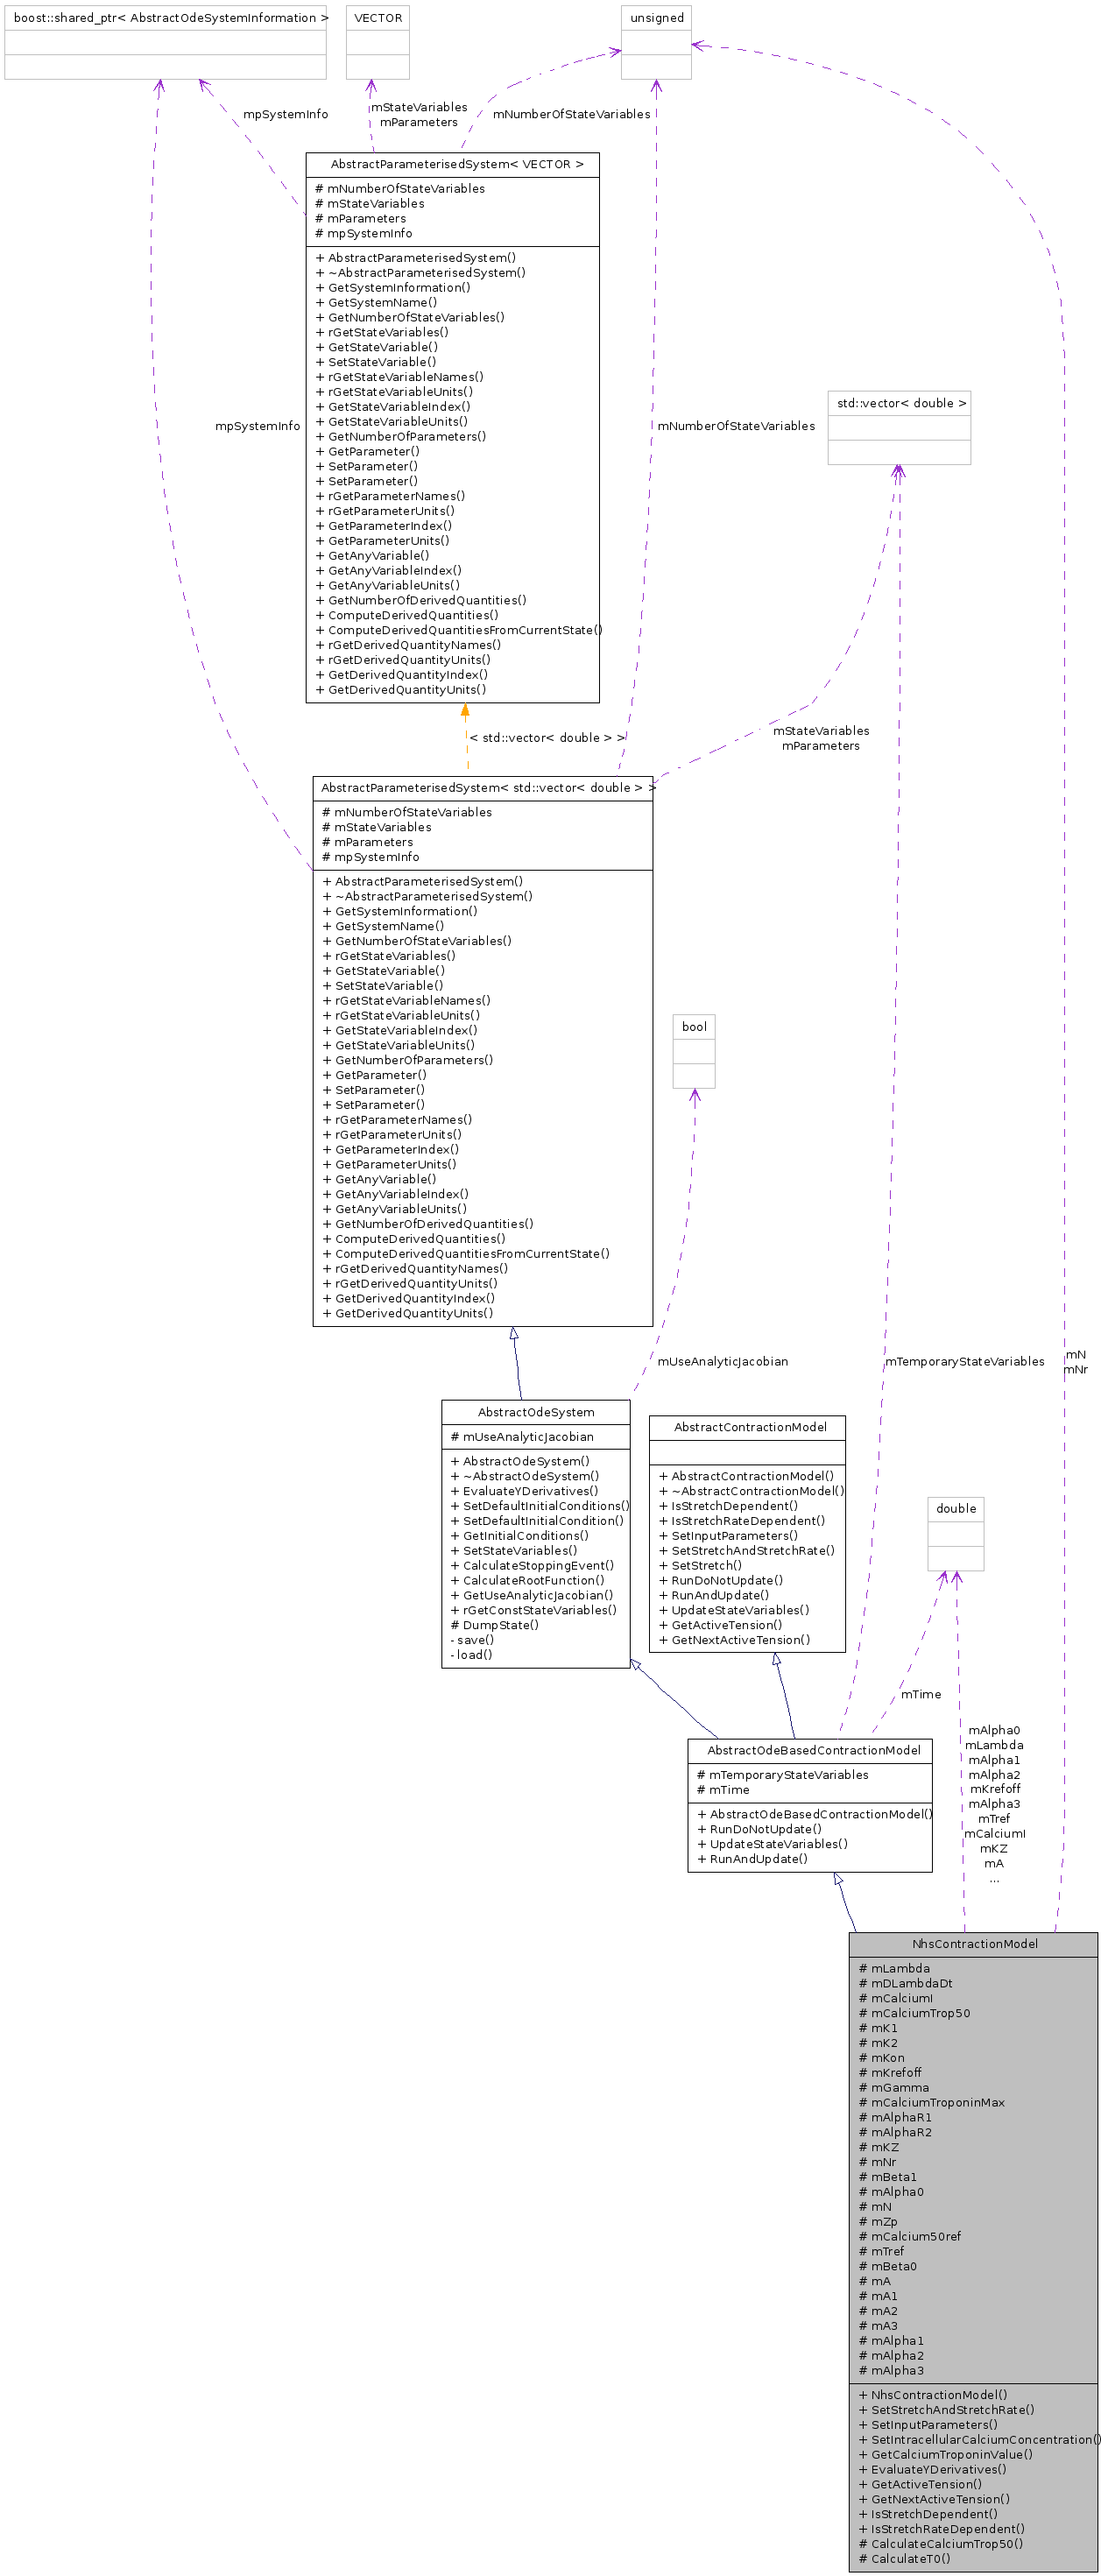 boost::shared_ptr< AbstractOdeSystemInformation >
VECTOR
unsigned
mpSystemInfo
mStateVariables
mParameters
mNumberOfStateVariables
AbstractParameterisedSystem< VECTOR >
# mNumberOfStateVariables
# mStateVariables
# mParameters
# mpSystemInfo
+ AbstractParameterisedSystem()
+ ~AbstractParameterisedSystem()
+ GetSystemInformation()
+ GetSystemName()
+ GetNumberOfStateVariables()
+ rGetStateVariables()
+ GetStateVariable()
+ SetStateVariable()
+ rGetStateVariableNames()
+ rGetStateVariableUnits()
+ GetStateVariableIndex()
+ GetStateVariableUnits()
+ GetNumberOfParameters()
+ GetParameter()
+ SetParameter()
+ SetParameter()
+ rGetParameterNames()
+ rGetParameterUnits()
+ GetParameterIndex()
+ GetParameterUnits()
+ GetAnyVariable()
+ GetAnyVariableIndex()
+ GetAnyVariableUnits()
+ GetNumberOfDerivedQuantities()
+ ComputeDerivedQuantities()
+ ComputeDerivedQuantitiesFromCurrentState()
+ rGetDerivedQuantityNames()
+ rGetDerivedQuantityUnits()
+ GetDerivedQuantityIndex()
+ GetDerivedQuantityUnits()
std::vector< double >
mpSystemInfo
mNumberOfStateVariables
mStateVariables
mParameters
< std::vector< double > >
AbstractParameterisedSystem< std::vector< double > >
# mNumberOfStateVariables
# mStateVariables
# mParameters
# mpSystemInfo
+ AbstractParameterisedSystem()
+ ~AbstractParameterisedSystem()
+ GetSystemInformation()
+ GetSystemName()
+ GetNumberOfStateVariables()
+ rGetStateVariables()
+ GetStateVariable()
+ SetStateVariable()
+ rGetStateVariableNames()
+ rGetStateVariableUnits()
+ GetStateVariableIndex()
+ GetStateVariableUnits()
+ GetNumberOfParameters()
+ GetParameter()
+ SetParameter()
+ SetParameter()
+ rGetParameterNames()
+ rGetParameterUnits()
+ GetParameterIndex()
+ GetParameterUnits()
+ GetAnyVariable()
+ GetAnyVariableIndex()
+ GetAnyVariableUnits()
+ GetNumberOfDerivedQuantities()
+ ComputeDerivedQuantities()
+ ComputeDerivedQuantitiesFromCurrentState()
+ rGetDerivedQuantityNames()
+ rGetDerivedQuantityUnits()
+ GetDerivedQuantityIndex()
+ GetDerivedQuantityUnits()
bool
mUseAnalyticJacobian
mTemporaryStateVariables
mN
mNr
AbstractOdeSystem
# mUseAnalyticJacobian
+ AbstractOdeSystem()
+ ~AbstractOdeSystem()
+ EvaluateYDerivatives()
+ SetDefaultInitialConditions()
+ SetDefaultInitialCondition()
+ GetInitialConditions()
+ SetStateVariables()
+ CalculateStoppingEvent()
+ CalculateRootFunction()
+ GetUseAnalyticJacobian()
+ rGetConstStateVariables()
# DumpState()
- save()
- load()
AbstractContractionModel
+ AbstractContractionModel()
+ ~AbstractContractionModel()
+ IsStretchDependent()
+ IsStretchRateDependent()
+ SetInputParameters()
+ SetStretchAndStretchRate()
+ SetStretch()
+ RunDoNotUpdate()
+ RunAndUpdate()
+ UpdateStateVariables()
+ GetActiveTension()
+ GetNextActiveTension()
double
mTime
mAlpha0
mLambda
mAlpha1
mAlpha2
mKrefoff
mAlpha3
mTref
mCalciumI
mKZ
mA
...
AbstractOdeBasedContractionModel
# mTemporaryStateVariables
# mTime
+ AbstractOdeBasedContractionModel()
+ RunDoNotUpdate()
+ UpdateStateVariables()
+ RunAndUpdate()
NhsContractionModel
# mLambda
# mDLambdaDt
# mCalciumI
# mCalciumTrop50
# mK1
# mK2
# mKon
# mKrefoff
# mGamma
# mCalciumTroponinMax
# mAlphaR1
# mAlphaR2
# mKZ
# mNr
# mBeta1
# mAlpha0
# mN
# mZp
# mCalcium50ref
# mTref
# mBeta0
# mA
# mA1
# mA2
# mA3
# mAlpha1
# mAlpha2
# mAlpha3
+ NhsContractionModel()
+ SetStretchAndStretchRate()
+ SetInputParameters()
+ SetIntracellularCalciumConcentration()
+ GetCalciumTroponinValue()
+ EvaluateYDerivatives()
+ GetActiveTension()
+ GetNextActiveTension()
+ IsStretchDependent()
+ IsStretchRateDependent()
# CalculateCalciumTrop50()
# CalculateT0()